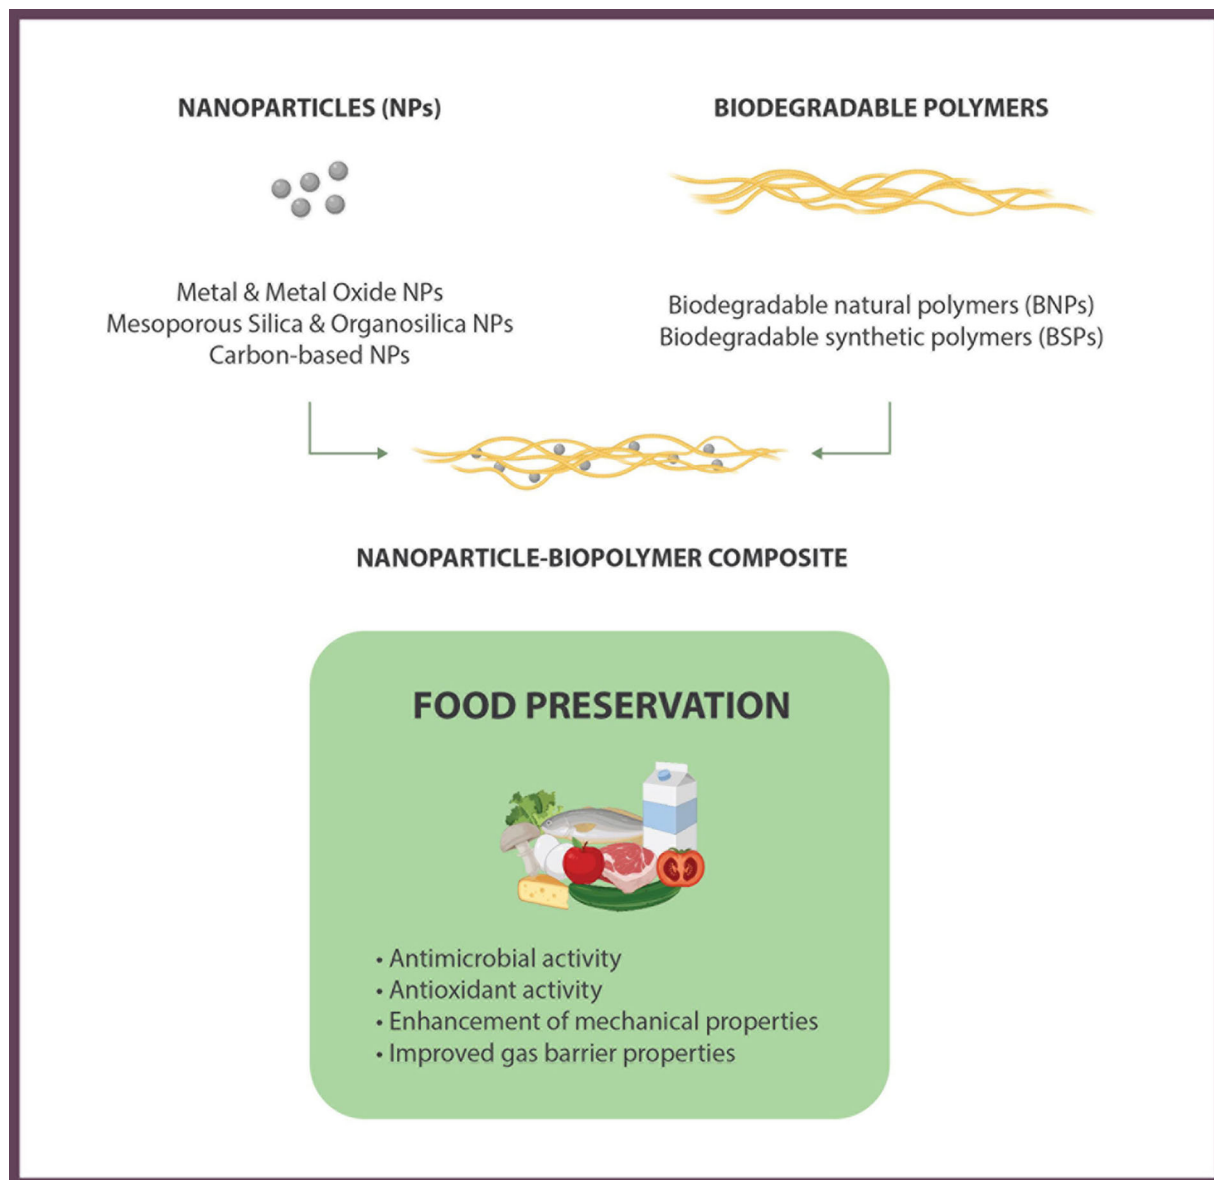 NANOPARTICLES (NPs)
Metal & Metal Oxide NPs
Mesoporous Silica & Organosilica NPs
Carbon-based NPs
BIODEGRADABLE POLYMERS
Biodegradable natural polymers (BNPs)
Biodegradable synthetic polymers (BSPs)
NANOPARTICLE-BIOPOLYMER COMPOSITE
FOOD PRESERVATION
• Antimicrobial activity
• Antioxidant activity
• Enhancement of mechanical properties
• Improved gas barrier properties